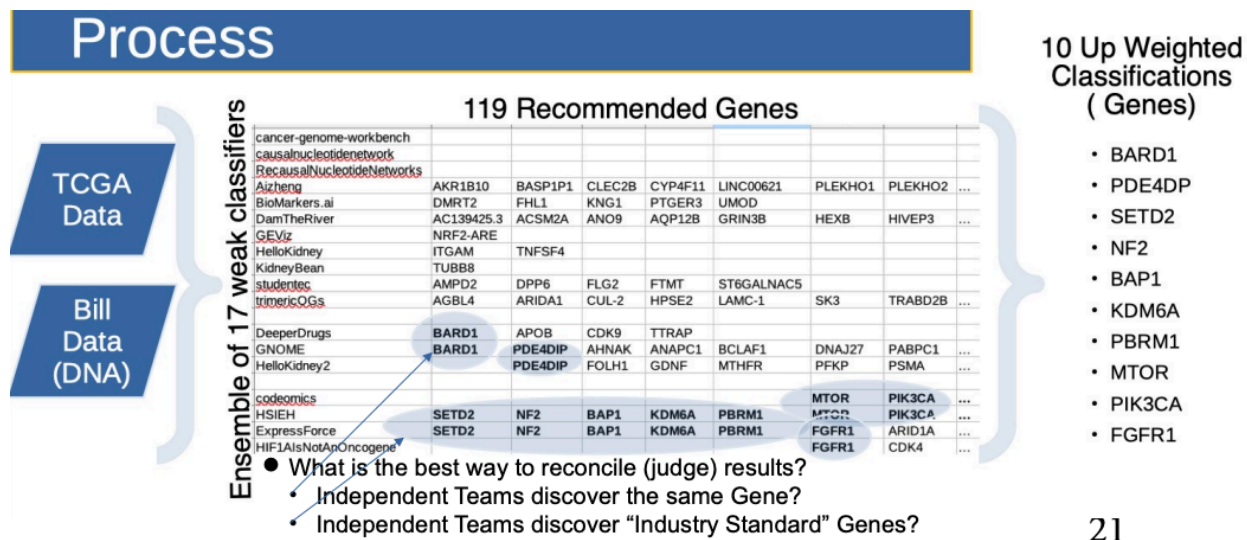 Process
TCGA
Data
Bill
Data
(DNA)
Ensemble of 17 weak classifiers
119 Recommended Genes
cancer-genome-workbench
causalnucleotidenetwork
RecausalNucleotideNetworks
Aizheng AKR1B10 BASP1P1 CLEC2B CYP4F11 LINC00621 PLEKHO1 PLEKHO2 ...
BioMarkers.ai DMRT2 FHL1 KNG1 PTGER3 UMOD
DamTheRiver AC139425.3 ACSM2A ANO9 AQP12B GRIN3B HEXB HIVEP3 ...
GEViz NRF2-ARE
HelloKidney ITGAM TNFSF4
KidneyBean TUBB8
studentec AMPD2 DPP6 FLG2 FTMT ST6GALNAC5
trimericOGs AGBL4 ARIDA1 CUL-2 HPSE2 LAMC-1 SK3 TRABD2B ...
DeeperDrugs BARD1 APOB CDK9 TTRAP
GNOME BARD1 PDE4DIP AHNAK ANAPC1 BCLAF1 DNAJ27 PABPC1 ...
HelloKidney2 PDE4DIP FOLH1 GDNF MTHFR PFKP PSMA ...
codeomics MTOR PIK3CA ...
HSIEH SETD2 NF2 BAP1 KDM6A PBRM1 MTOR PIK3CA ...
ExpressForce SETD2 NF2 BAP1 KDM6A PBRM1 FGFR1 ARID1A ...
HIF1AIsNotAnOncogene FGFR1 CDK4 ...
• What is the best way to reconcile (judge) results?
• Independent Teams discover the same Gene?
• Independent Teams discover “Industry Standard” Genes?
10 Up Weighted
Classifications
( Genes)
• BARD1
• PDE4DP
• SETD2
• NF2
• BAP1
• KDM6A
• PBRM1
• MTOR
• PIK3CA
• FGFR1
21